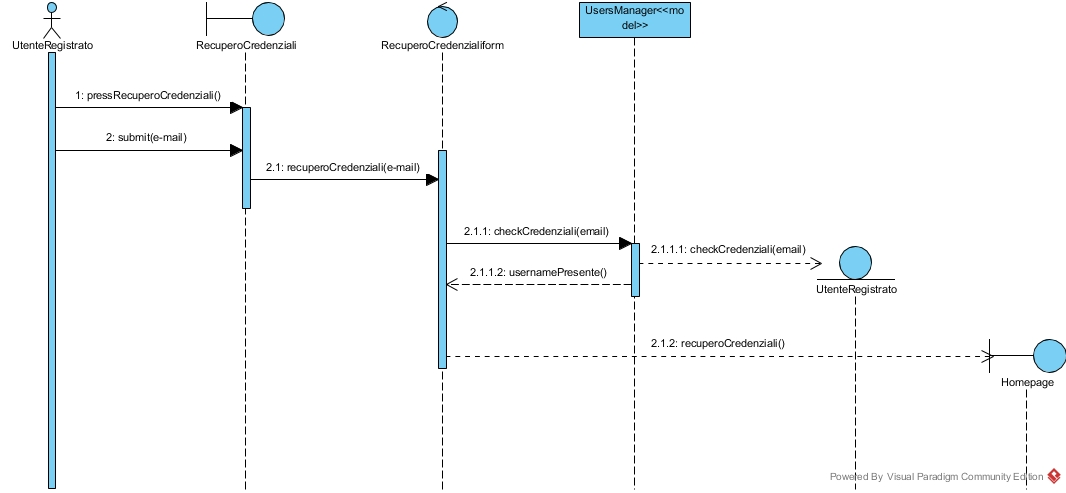 UsersManager<<mo
del>>
UtenteRegistrato
RecuperoCredenziali
RecuperoCredenzialiform
1: pressRecuperoCredenziali()
2: submit(e-mail)
2.1: recuperoCredenziali(e-mail)
2.1.1: checkCredenziali(email)
2.1.1.1: checkCredenziali(email)
2.1.1.2: usernamePresente()
UtenteRegistrato
2.1.2: recuperoCredenziali()
Homepage
Powered By Visual Paradigm Community Edition